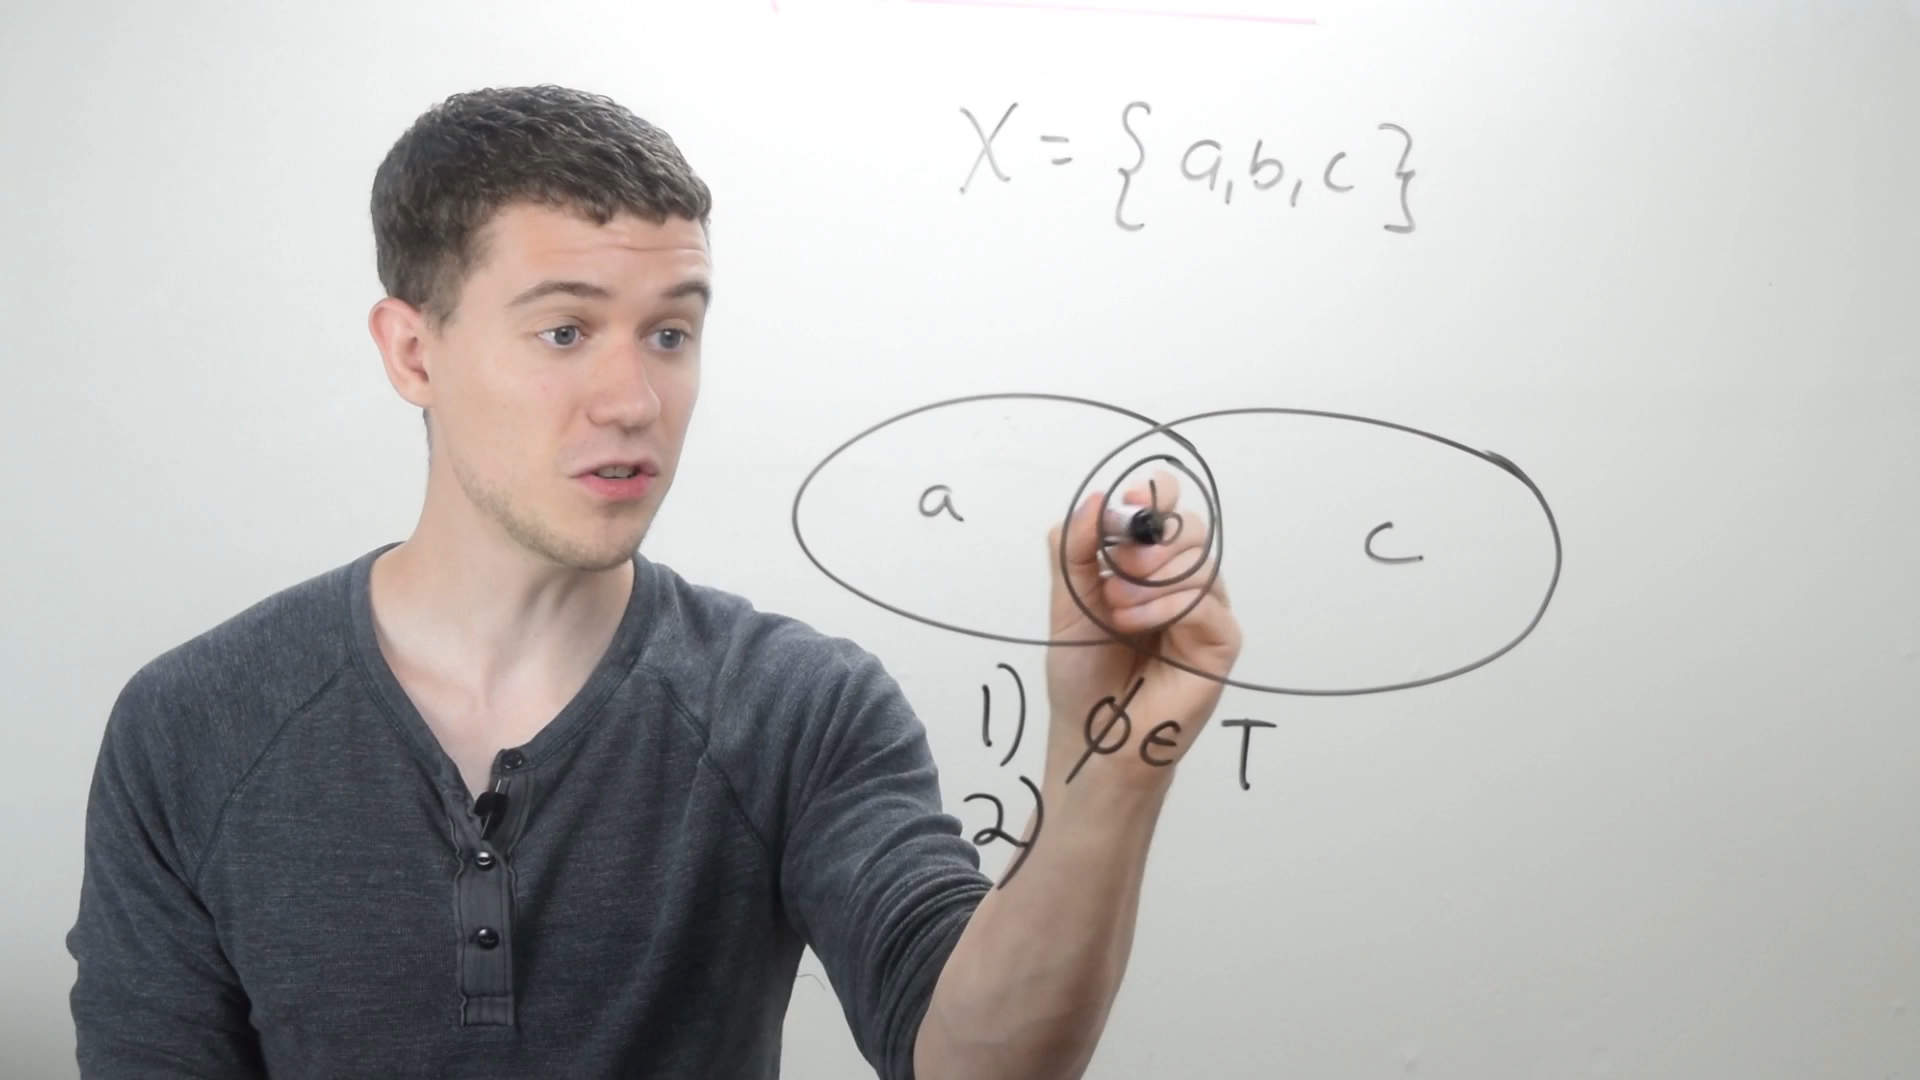 X = { a, b, c }
a b c
1) ϕ ∈ T
2)